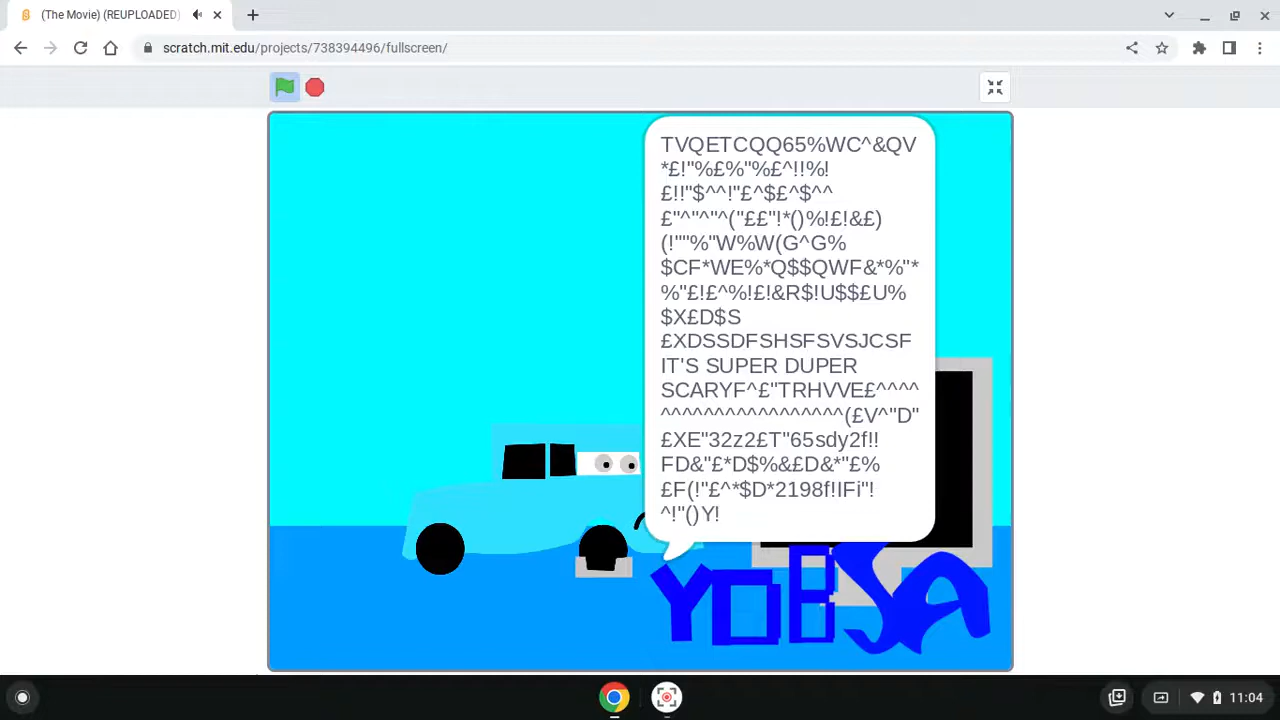 (The Movie) (REUPLOADED)
scratch.mit.edu/projects/738394496/fullscreen/
TVQETCQQ65%WC^&QV
*£!"%£%"%£^!!%!
£!!"$^^!"£^$£^$^^
£"^"^"^("££"!*()%!£!&£)
(!""%"W%W(G^G%
$CF*WE%*Q$$QWF&*%"*
%"£!£^%!£!&R$!U$$£U%
$X£D$S
£XDSSDFSHSFSVSJCSF
IT'S SUPER DUPER
SCARYF^£"TRHVVE£^^^^
^^^^^^^^^^^^^^^^^(£V^"D"
£XE"32z2£T"65sdy2f!!
FD&"£*D$%&£D&*"£%
£F(!"£^*$D*2198f!IFi"!
^!"()Y!
YOBSA
11:04